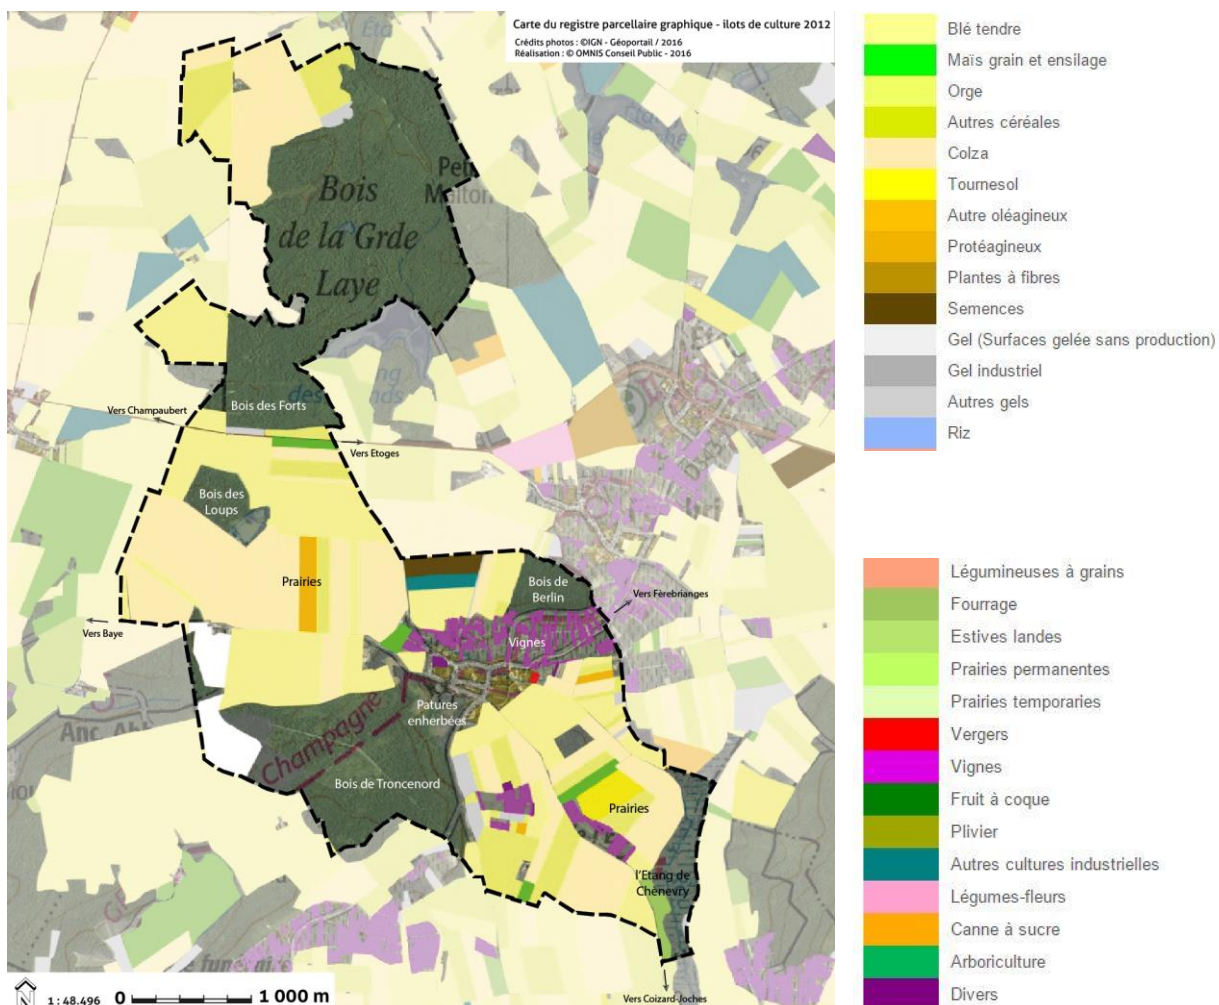 Carte du registre parcellaire graphique - ilots de culture 2012
Crédits photos : ©IGN - Géoportail / 2016
Réalisation : © OMNIS Conseil Public - 2016
Bois
de la Grde
Laye
Bois des Forts
Vers Champaubert
Vers Etoges
Bois des
Loups
Prairies
Bois de
Berlin
Vers Fèrebrianges
Vers Baye
Vignes
Patures
enherbées
Champagne
Bois de Troncenord
Prairies
l'Etang de
Chenevry
Vers Coizard-Joches
N
1 : 48.496
0
1 000 m
Blé tendre
Maïs grain et ensilage
Orge
Autres céréales
Colza
Tournesol
Autre oléagineux
Protéagineux
Plantes à fibres
Semences
Gel (Surfaces gelée sans production)
Gel industriel
Autres gels
Riz
Légumineuses à grains
Fourrage
Estives landes
Prairies permanentes
Prairies temporaries
Vergers
Vignes
Fruit à coque
Plivier
Autres cultures industrielles
Légumes-fleurs
Canne à sucre
Arboriculture
Divers